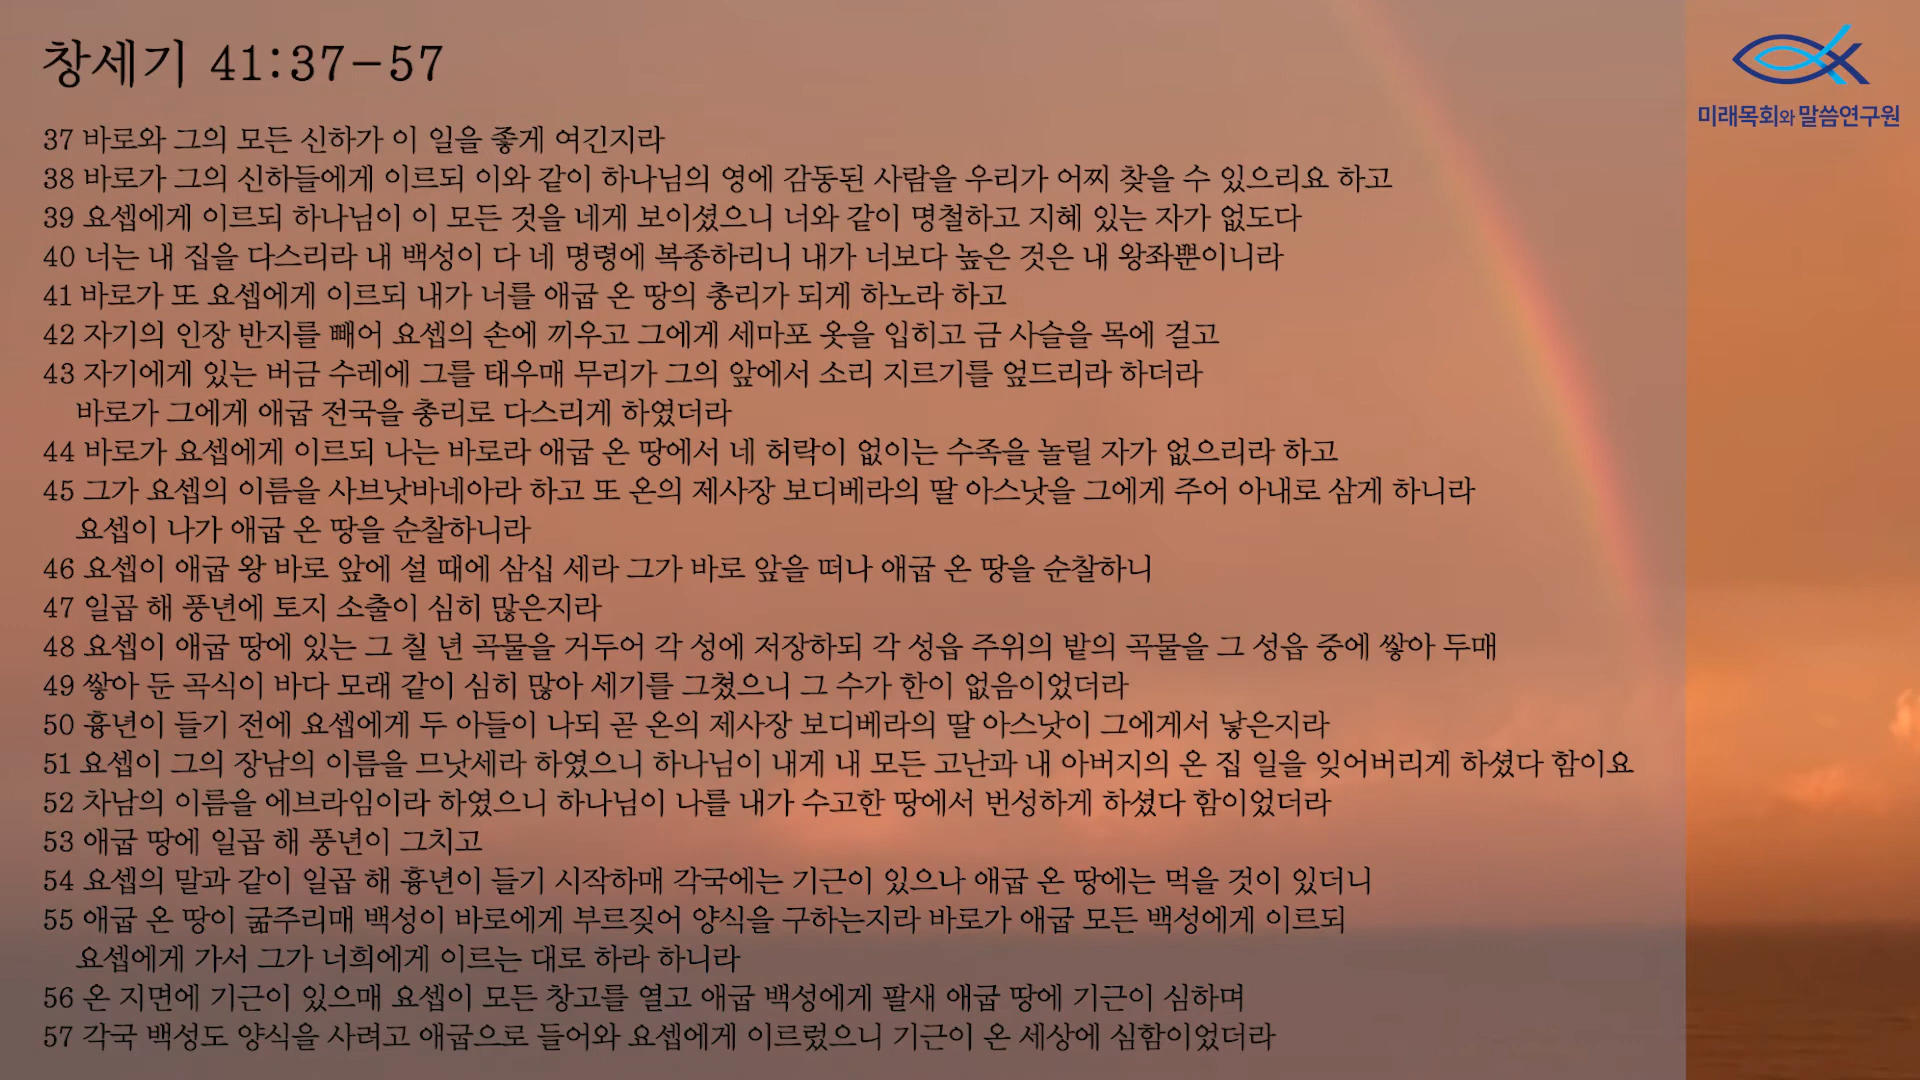 창세기 41:37-57
미래목회와 말씀연구원
37 바로와 그의 모든 신하가 이 일을 좋게 여긴지라
38 바로가 그의 신하들에게 이르되 이와 같이 하나님의 영에 감동된 사람을 우리가 어찌 찾을 수 있으리요 하고
39 요셉에게 이르되 하나님이 이 모든 것을 네게 보이셨으니 너와 같이 명철하고 지혜 있는 자가 없도다
40 너는 내 집을 다스리라 내 백성이 다 네 명령에 복종하리니 내가 너보다 높은 것은 내 왕좌뿐이니라
41 바로가 또 요셉에게 이르되 내가 너를 애굽 온 땅의 총리가 되게 하노라 하고
42 자기의 인장 반지를 빼어 요셉의 손에 끼우고 그에게 세마포 옷을 입히고 금 사슬을 목에 걸고
43 자기에게 있는 버금 수레에 그를 태우매 무리가 그의 앞에서 소리 지르기를 엎드리라 하더라
바로가 그에게 애굽 전국을 총리로 다스리게 하였더라
44 바로가 요셉에게 이르되 나는 바로라 애굽 온 땅에서 네 허락이 없이는 수족을 놀릴 자가 없으리라 하고
45 그가 요셉의 이름을 사브낫바네아라 하고 또 온의 제사장 보디베라의 딸 아스낫을 그에게 주어 아내로 삼게 하니라
요셉이 나가 애굽 온 땅을 순찰하니라
46 요셉이 애굽 왕 바로 앞에 설 때에 삼십 세라 그가 바로 앞을 떠나 애굽 온 땅을 순찰하니
47 일곱 해 풍년에 토지 소출이 심히 많은지라
48 요셉이 애굽 땅에 있는 그 칠 년 곡물을 거두어 각 성에 저장하되 각 성읍 주위의 밭의 곡물을 그 성읍 중에 쌓아 두매
49 쌓아 둔 곡식이 바다 모래 같이 심히 많아 세기를 그쳤으니 그 수가 한이 없음이었더라
50 흉년이 들기 전에 요셉에게 두 아들이 나되 곧 온의 제사장 보디베라의 딸 아스낫이 그에게서 낳은지라
51 요셉이 그의 장남의 이름을 므낫세라 하였으니 하나님이 내게 내 모든 고난과 내 아버지의 온 집 일을 잊어버리게 하셨다 함이요
52 차남의 이름을 에브라임이라 하였으니 하나님이 나를 내가 수고한 땅에서 번성하게 하셨다 함이었더라
53 애굽 땅에 일곱 해 풍년이 그치고
54 요셉의 말과 같이 일곱 해 흉년이 들기 시작하매 각국에는 기근이 있으나 애굽 온 땅에는 먹을 것이 있더니
55 애굽 온 땅이 굶주리매 백성이 바로에게 부르짖어 양식을 구하는지라 바로가 애굽 모든 백성에게 이르되
요셉에게 가서 그가 너희에게 이르는 대로 하라 하니라
56 온 지면에 기근이 있으매 요셉이 모든 창고를 열고 애굽 백성에게 팔새 애굽 땅에 기근이 심하며
57 각국 백성도 양식을 사려고 애굽으로 들어와 요셉에게 이르렀으니 기근이 온 세상에 심함이었더라